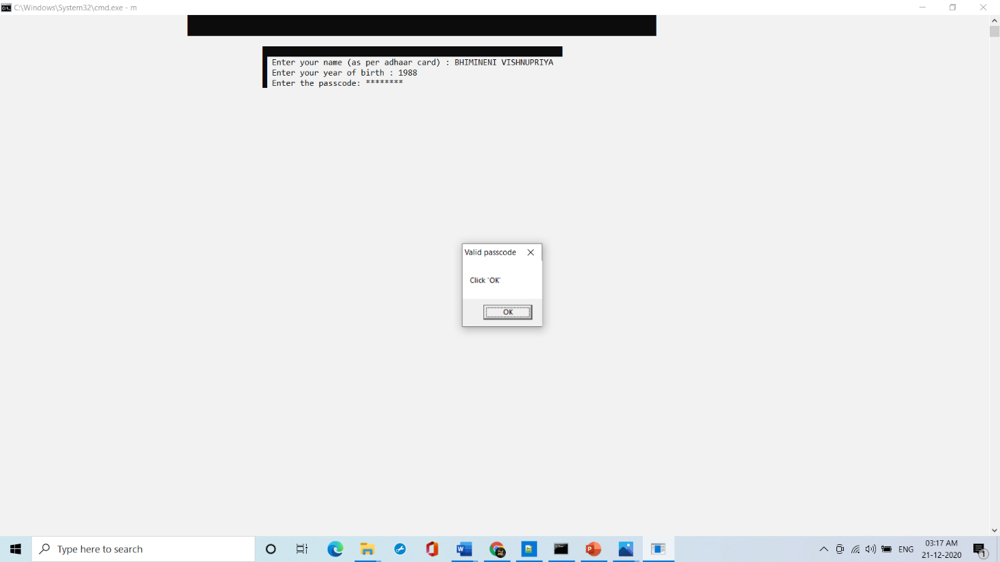 C:\Windows\System32\cmd.exe - m
Enter your name (as per adhaar card) : BHIMINENI VISHNUPRIYA
Enter your year of birth : 1988
Enter the passcode: ********
Valid passcode
Click `OK`
OK
Type here to search
ENG
03:17 AM
21-12-2020
1